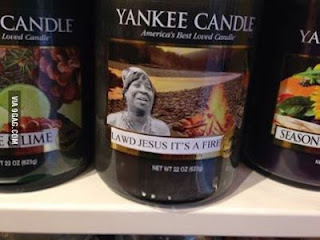 YANKEE CANDLE
America's Best Loved Candle
LAWD JESUS IT'S A FIRE
NET WT 22 OZ (623g)
CANDLE
Loved Candle
LIME
22 OZ (623g)
YA
SEASON
NET W
VIA 9GAG.COM